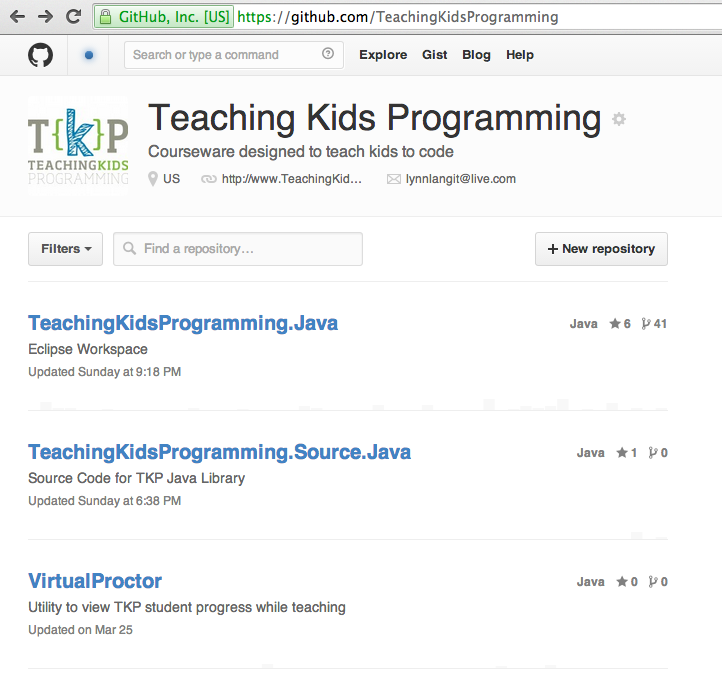 GitHub, Inc. [US] https://github.com/TeachingKidsProgramming
Search or type a command Explore Gist Blog Help
T{k}P
TEACHINGKIDS
PROGRAMMING
Teaching Kids Programming
Courseware designed to teach kids to code
US http://www.TeachingKid... lynnlangit@live.com
Filters Find a repository... + New repository
TeachingKidsProgramming.Java Java 6 41
Eclipse Workspace
Updated Sunday at 9:18 PM
TeachingKidsProgramming.Source.Java Java 1 0
Source Code for TKP Java Library
Updated Sunday at 6:38 PM
VirtualProctor Java 0 0
Utility to view TKP student progress while teaching
Updated on Mar 25